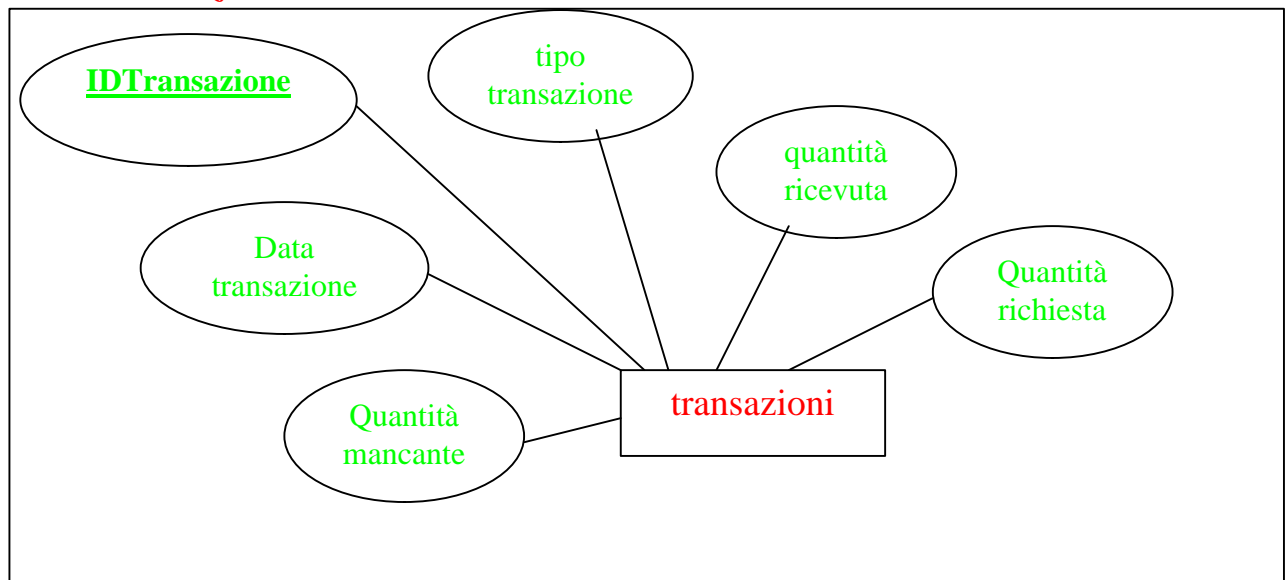 IDTransazione
tipo
transazione
quantità
ricevuta
Data
transazione
Quantità
richiesta
Quantità
mancante
transazioni